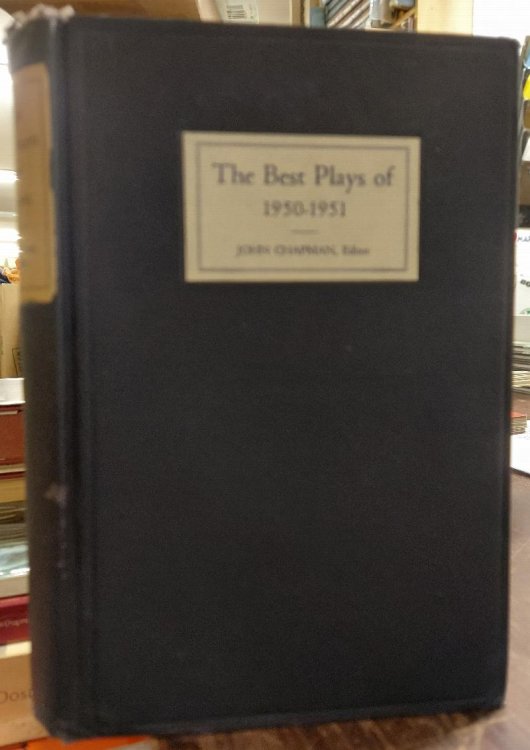 The Best Plays of
1950-1951
JOHN CHAPMAN, Editor